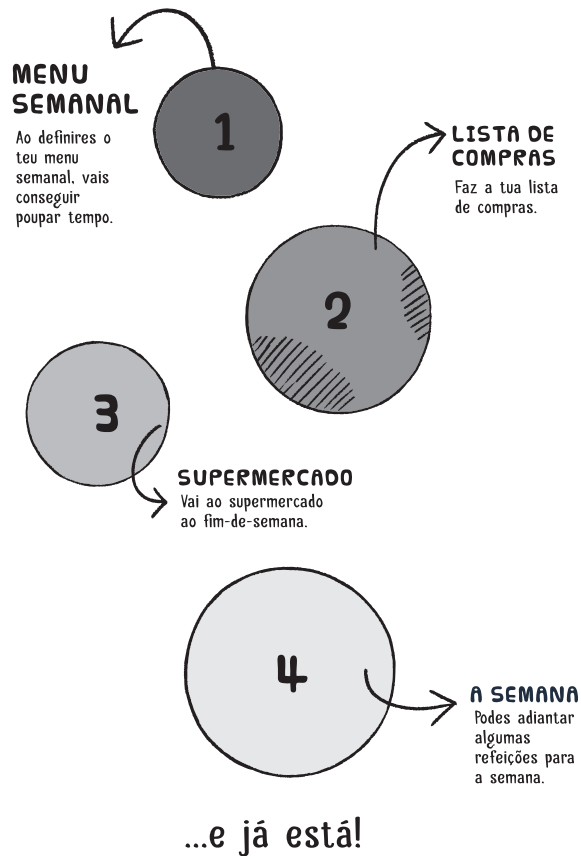 1
MENU
SEMANAL
Ao definires o
teu menu
semanal, vais
conseguir
poupar tempo.
2
LISTA DE
COMPRAS
Faz a tua lista
de compras.
3
SUPERMERCADO
Vai ao supermercado
ao fim-de-semana.
4
A SEMANA
Podes adiantar
algumas
refeições para
a semana.
...e já está!